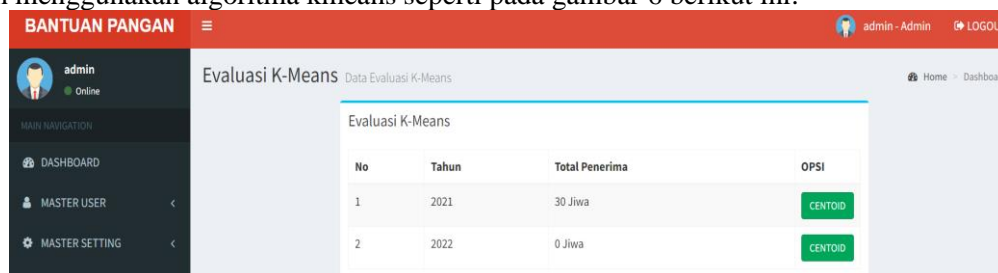 menggunakan algoritma kmeans seperti pada gambar 6 berikut ini:
BANTUAN PANGAN
admin - Admin LOGOU
admin
Online
Evaluasi K-Means Data Evaluasi K-Means
Home > Dashboa
MAIN NAVIGATION
Evaluasi K-Means
DASHBOARD
No Tahun Total Penerima OPSI
MASTER USER
1 2021 30 Jiwa CENTOID
MASTER SETTING
2 2022 0 Jiwa CENTOID